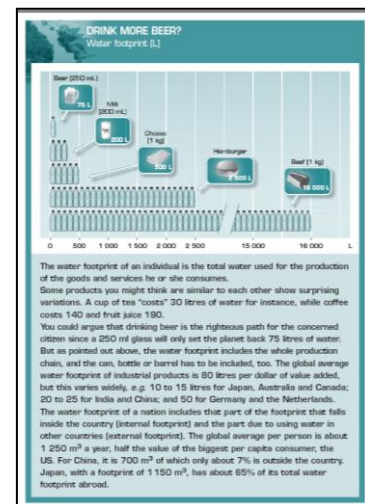 DRINK MORE BEER?
Water footprint (L)
Beer (250 mL)
75 L
Milk
(200 mL)
200 L
Cheese
(1 kg)
500 L
Hamburger
2 500 L
Beef (1 kg)
16 000 L
0 500 1 000 1 500 2 000 2 500 15 000 16 000 L
The water footprint of an individual is the total water used for the production
of the goods and services he or she consumes.
Some products you might think are similar to each other show surprising
variations. A cup of tea “costs” 30 litres of water for instance, while coffee
costs 140 and fruit juice 190.
You could argue that drinking beer is the righteous path for the concerned
citizen since a 250 ml glass will only set the planet back 75 litres of water.
But as pointed out above, the water footprint includes the whole production
chain, and the can, bottle or barrel has to be included, too. The global average
water footprint of industrial products is 80 litres per dollar of value added,
but this varies widely, e.g. 10 to 15 litres for Japan, Australia and Canada;
20 to 25 for India and China; and 50 for Germany and the Netherlands.
The water footprint of a nation includes that part of the footprint that falls
inside the country (internal footprint) and the part due to using water in
other countries (external footprint). The global average per person is about
1 250 m³ a year, half the value of the biggest per capita consumer, the
US. For China, it is 700 m³ of which only about 7% is outside the country.
Japan, with a footprint of 1150 m³, has about 65% of its total water
footprint abroad.